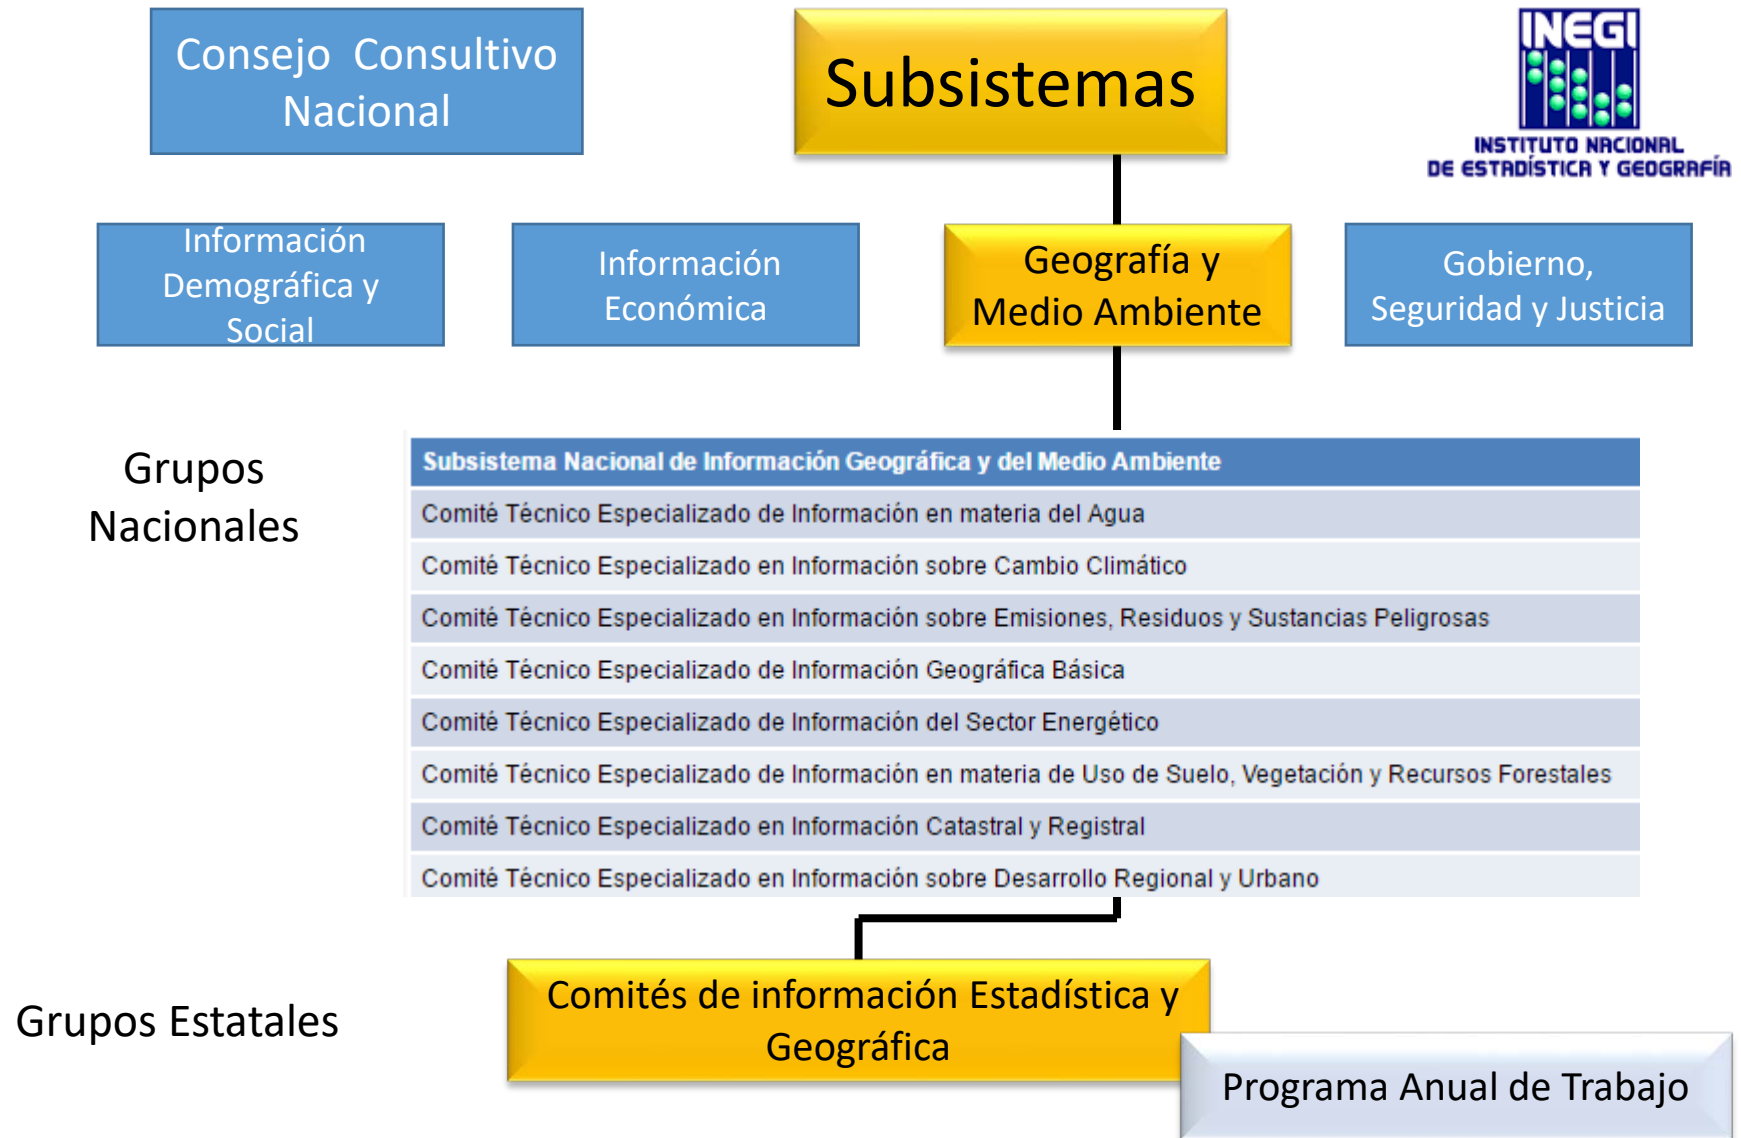 Consejo Consultivo
Nacional
Subsistemas
INEGI
INSTITUTO NACIONAL
DE ESTADÍSTICA Y GEOGRAFÍA
Información
Demográfica y
Social
Información
Económica
Geografía y
Medio Ambiente
Gobierno,
Seguridad y Justicia
Grupos
Nacionales
Subsistema Nacional de Información Geográfica y del Medio Ambiente
Comité Técnico Especializado de Información en materia del Agua
Comité Técnico Especializado en Información sobre Cambio Climático
Comité Técnico Especializado en Información sobre Emisiones, Residuos y Sustancias Peligrosas
Comité Técnico Especializado de Información Geográfica Básica
Comité Técnico Especializado de Información del Sector Energético
Comité Técnico Especializado de Información en materia de Uso de Suelo, Vegetación y Recursos Forestales
Comité Técnico Especializado en Información Catastral y Registral
Comité Técnico Especializado en Información sobre Desarrollo Regional y Urbano
Grupos Estatales
Comités de información Estadística y
Geográfica
Programa Anual de Trabajo